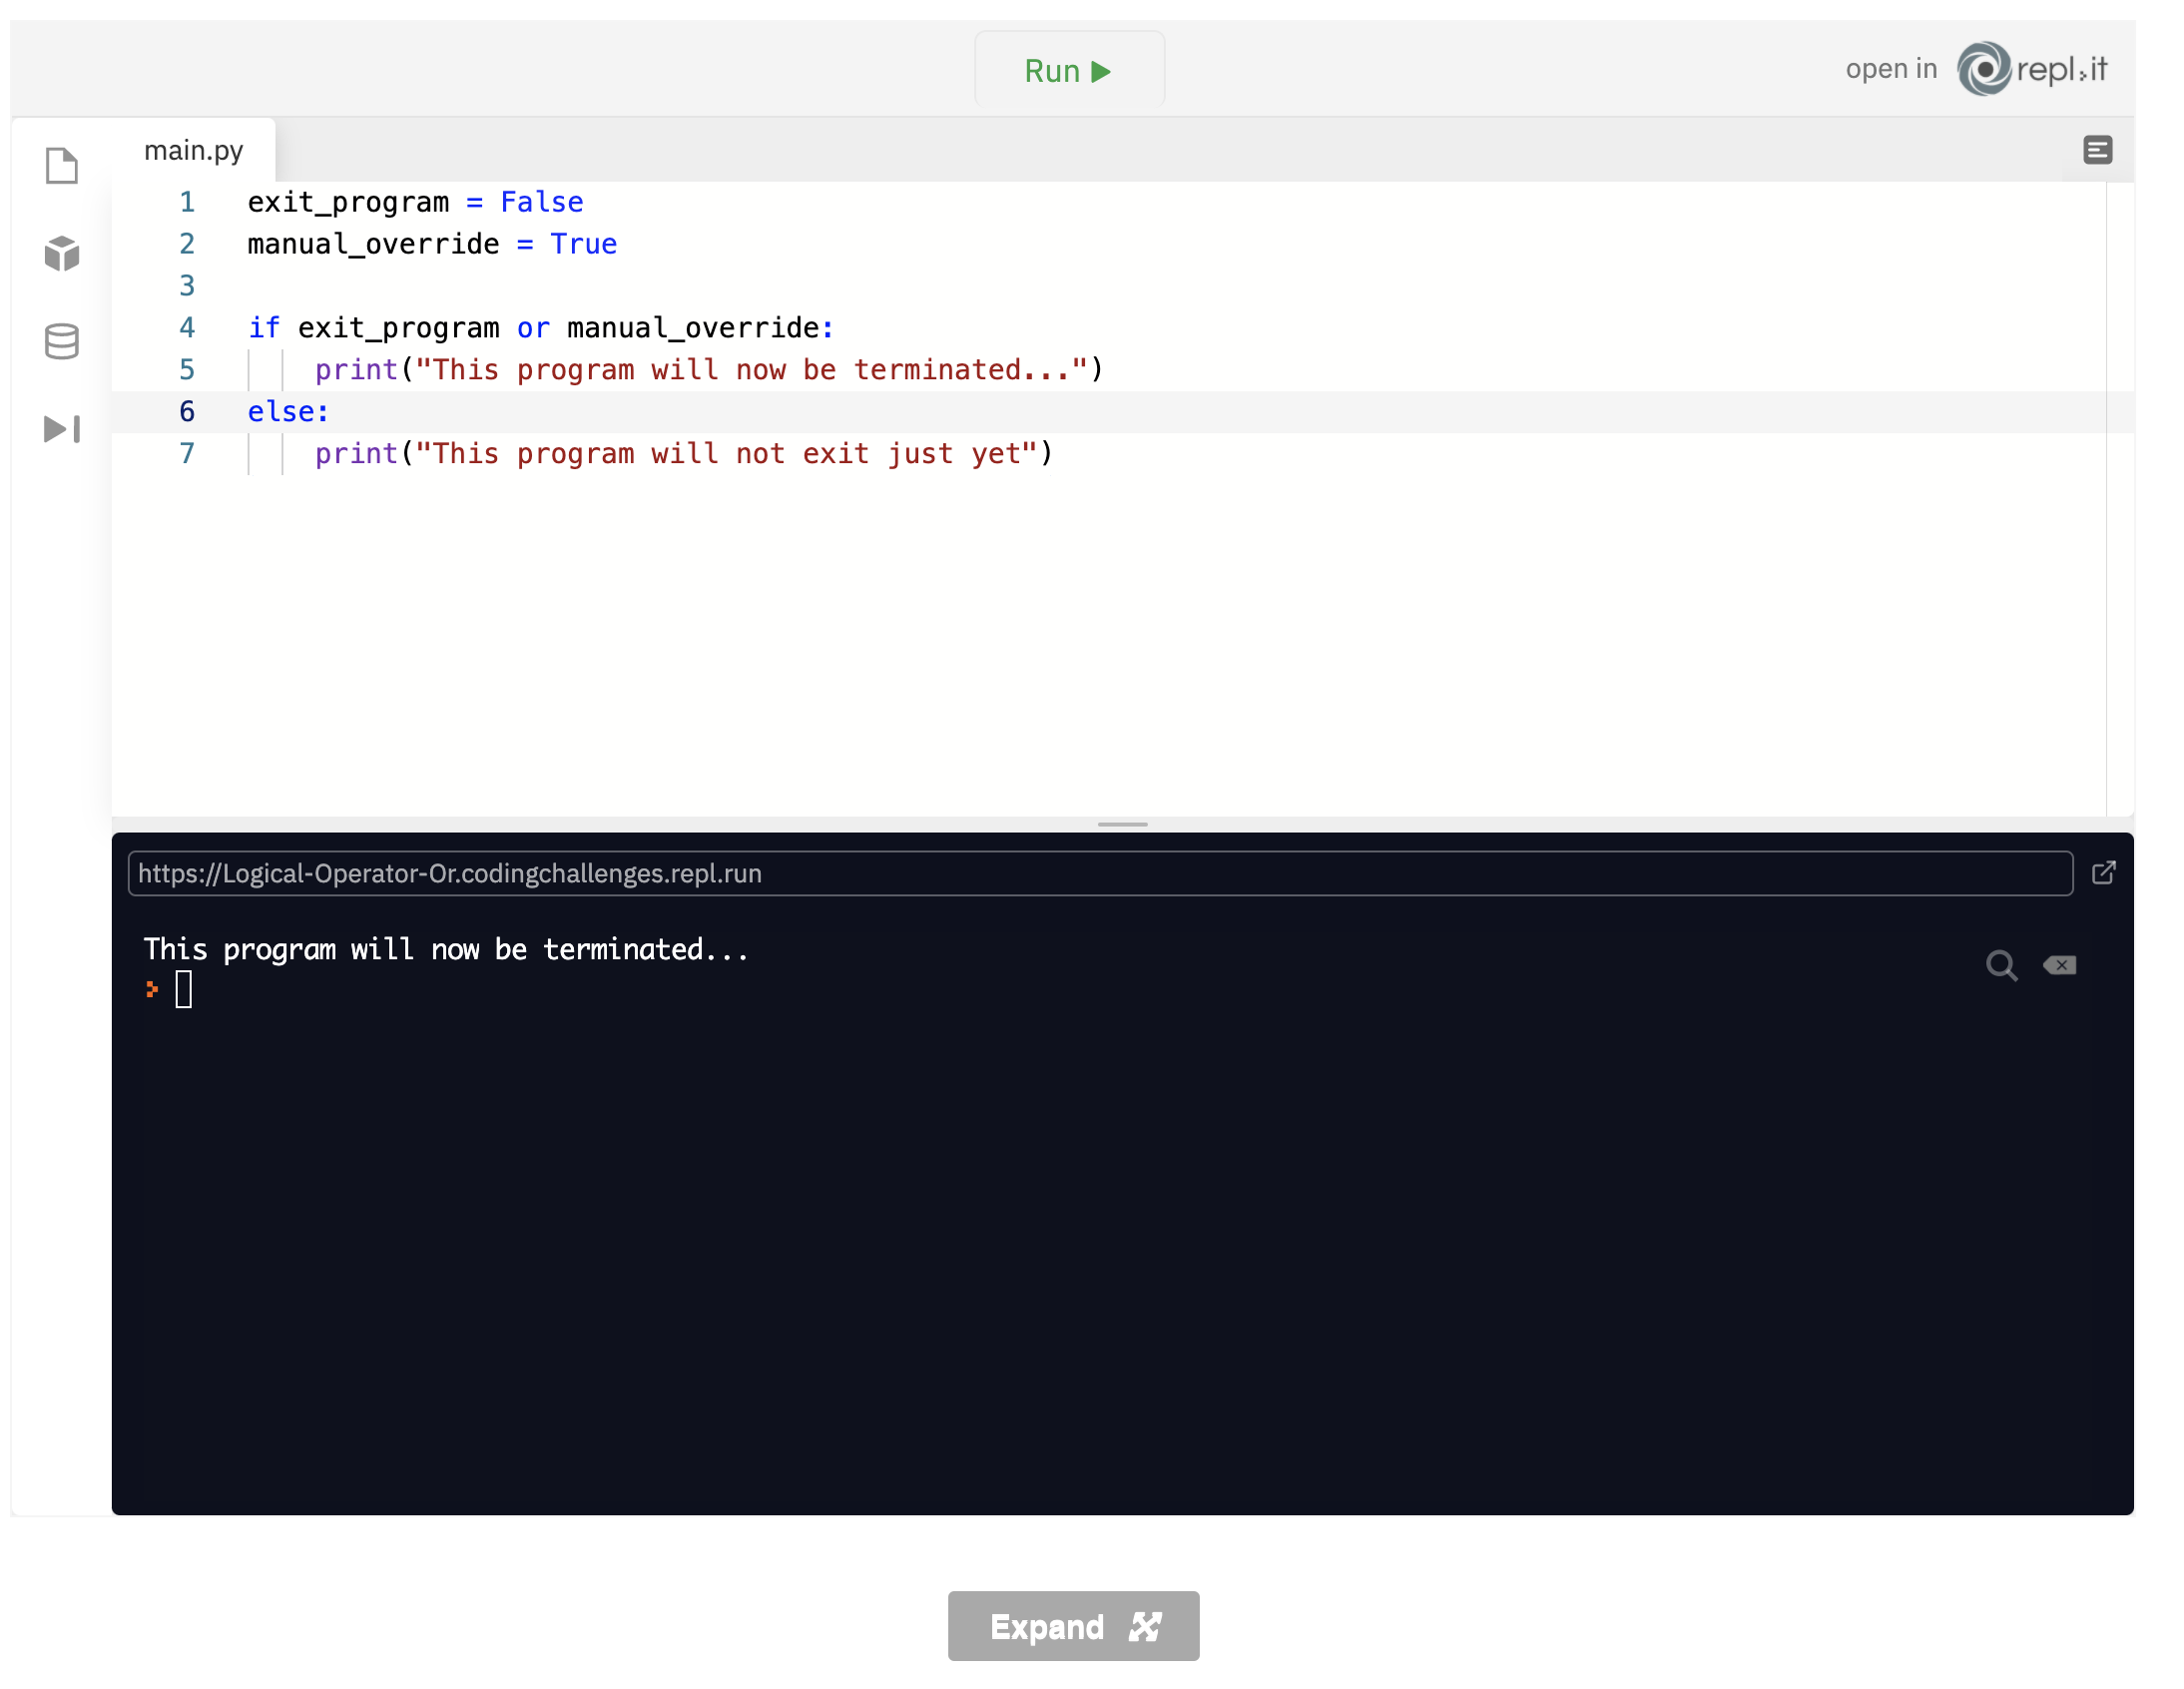 Run
open in repl.it
main.py
1 exit_program = False
2 manual_override = True
3
4 if exit_program or manual_override:
5 print("This program will now be terminated...")
6 else:
7 print("This program will not exit just yet")
https://Logical-Operator-Or.codingchallenges.repl.run
This program will now be terminated...
>
Expand